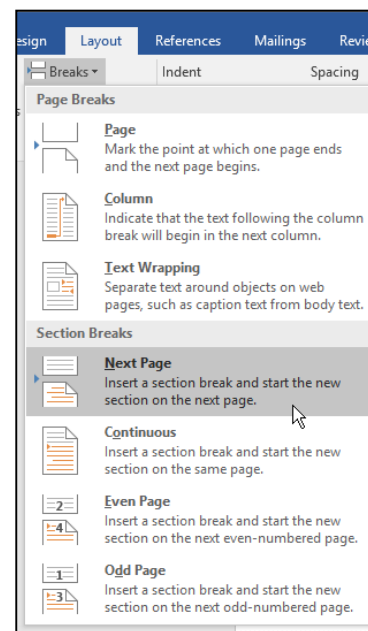 esign Layout References Mailings Revie
Breaks Indent Spacing
Page Breaks
Page
Mark the point at which one page ends
and the next page begins.
Column
Indicate that the text following the column
break will begin in the next column.
Text Wrapping
Separate text around objects on web
pages, such as caption text from body text.
Section Breaks
Next Page
Insert a section break and start the new
section on the next page.
Continuous
Insert a section break and start the new
section on the same page.
2
4
Even Page
Insert a section break and start the new
section on the next even-numbered page.
1
3
Odd Page
Insert a section break and start the new
section on the next odd-numbered page.